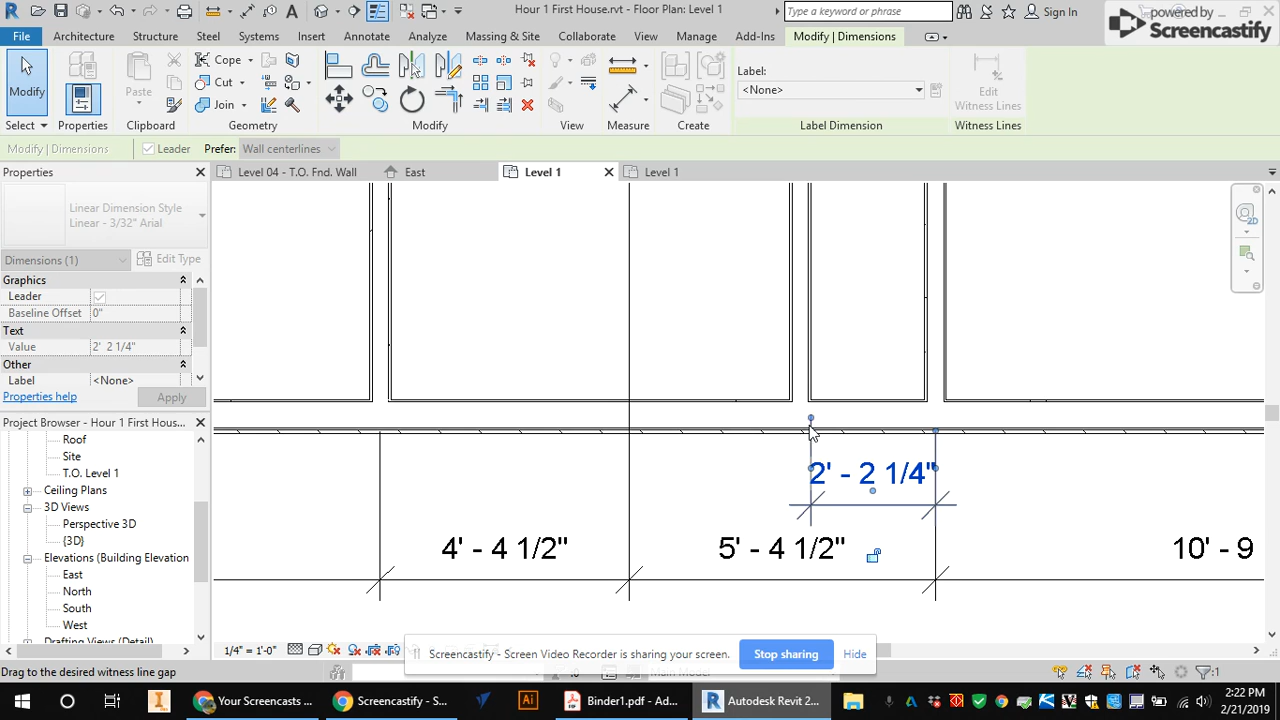 Hour 1 First House.rvt - Floor Plan: Level 1
Type a keyword or phrase
Sign In
powered by
Screencastify
File
Architecture
Structure
Steel
Systems
Insert
Annotate
Analyze
Massing & Site
Collaborate
View
Manage
Add-Ins
Modify | Dimensions
Modify
Paste
Cope
Cut
Join
Label:
<None>
Edit
Witness Lines
Select
Properties
Clipboard
Geometry
Modify
View
Measure
Create
Label Dimension
Witness Lines
Modify | Dimensions
Leader
Prefer:
Wall centerlines
Properties
Level 04 - T.O. Fnd. Wall
East
Level 1
Level 1
Linear Dimension Style
Linear - 3/32" Arial
Dimensions (1)
Edit Type
Graphics
Leader
Baseline Offset
0"
Text
Value
2' 2 1/4"
Other
Label
<None>
Properties help
Apply
Project Browser - Hour 1 First Hous...
Roof
Site
T.O. Level 1
Ceiling Plans
3D Views
Perspective 3D
{3D}
Elevations (Building Elevation
East
North
South
West
Drafting Views (Detail)
2D
2' - 2 1/4"
4' - 4 1/2"
5' - 4 1/2"
10' - 9
1/4" = 1'-0"
Screencastify - Screen Video Recorder is sharing your screen.
Stop sharing
Hide
Drag to the desired witness line gap
:0
Main Model
:1
Your Screencasts ...
Screencastify - S...
Binder1.pdf - Ad...
Autodesk Revit 2...
2:22 PM
2/21/2019